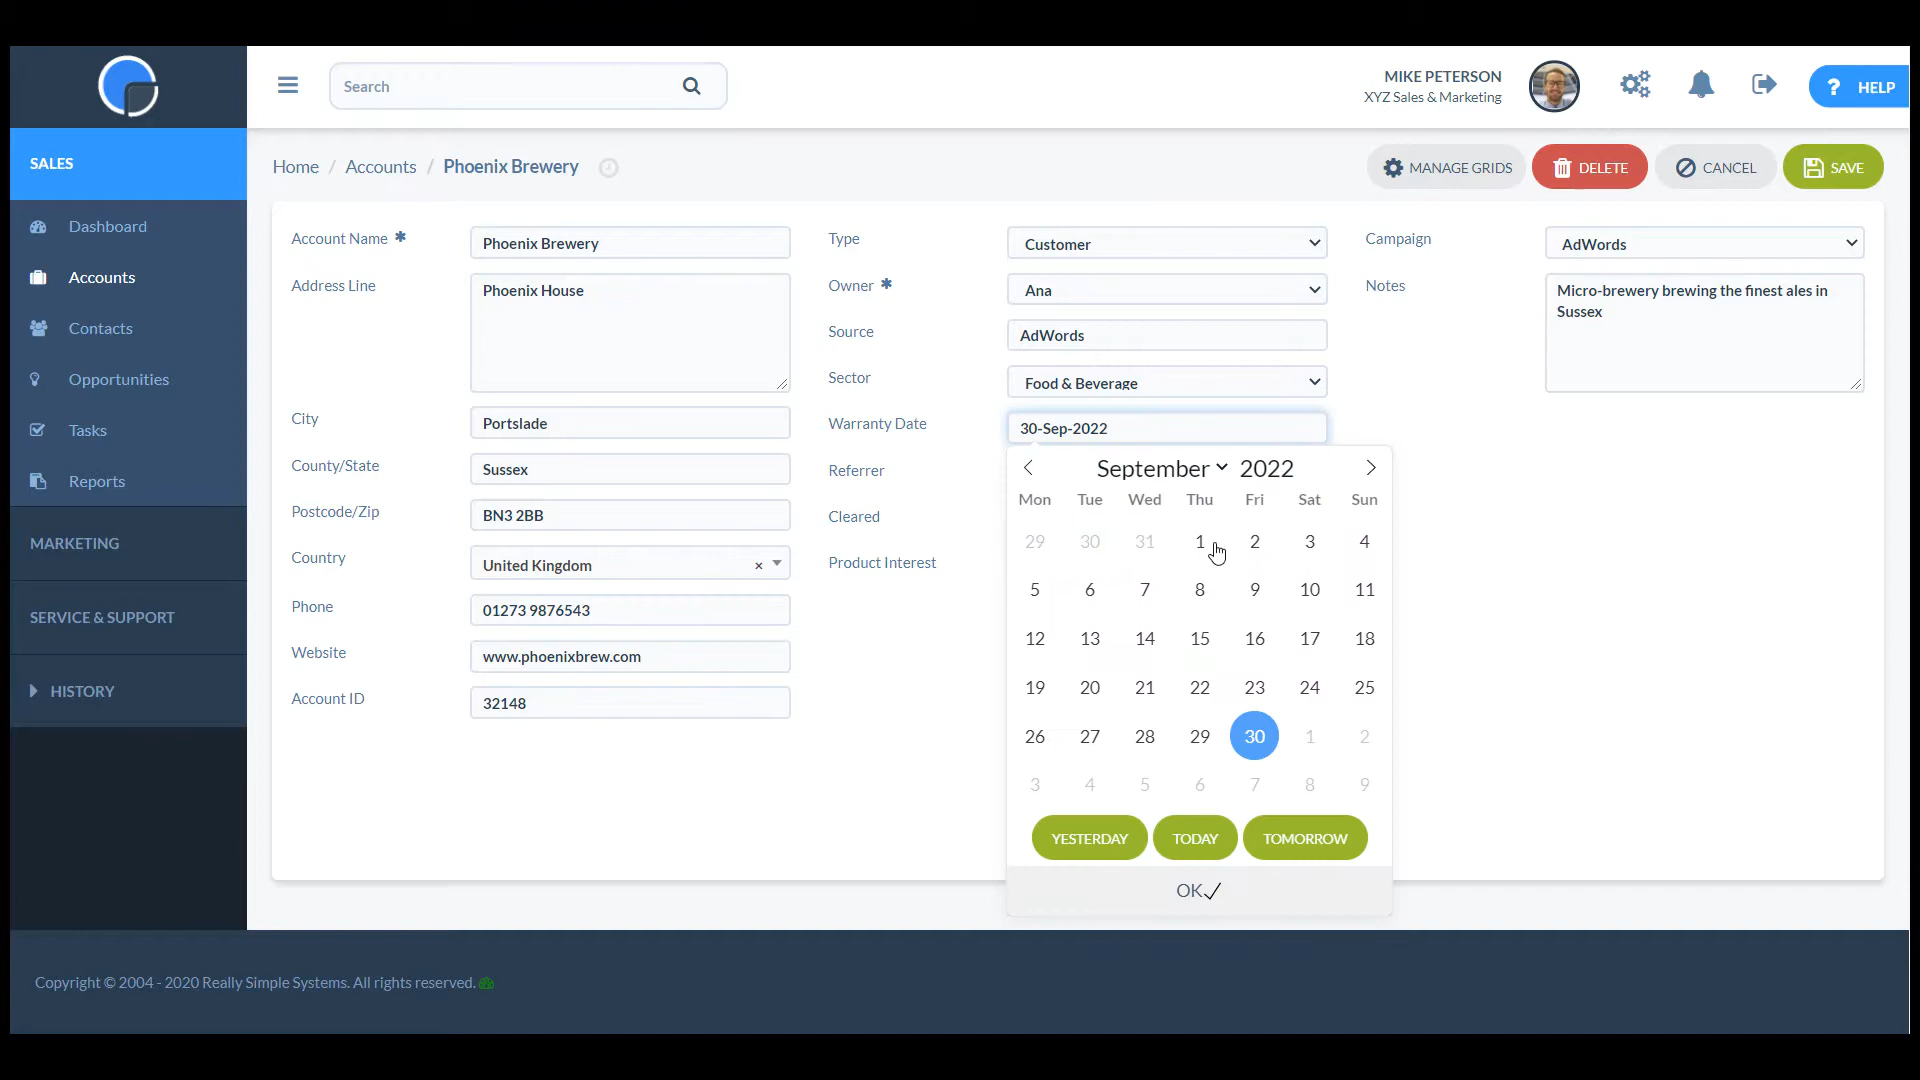 Search
MIKE PETERSON
XYZ Sales & Marketing
? HELP
SALES
Dashboard
Accounts
Contacts
Opportunities
Tasks
Reports
MARKETING
SERVICE & SUPPORT
HISTORY
Home / Accounts / Phoenix Brewery
MANAGE GRIDS
DELETE
CANCEL
SAVE
Account Name *
Phoenix Brewery
Address Line
Phoenix House
City
Portslade
County/State
Sussex
Postcode/Zip
BN3 2BB
Country
United Kingdom ×
Phone
01273 9876543
Website
www.phoenixbrew.com
Account ID
32148
Type
Customer
Owner *
Ana
Source
AdWords
Sector
Food & Beverage
Warranty Date
30-Sep-2022
Referrer
Cleared
Product Interest
September 2022
Mon Tue Wed Thu Fri Sat Sun
29 30 31 1 2 3 4
5 6 7 8 9 10 11
12 13 14 15 16 17 18
19 20 21 22 23 24 25
26 27 28 29 30 1 2
3 4 5 6 7 8 9
YESTERDAY TODAY TOMORROW
OK
Campaign
AdWords
Notes
Micro-brewery brewing the finest ales in
Sussex
Copyright © 2004 - 2020 Really Simple Systems. All rights reserved.